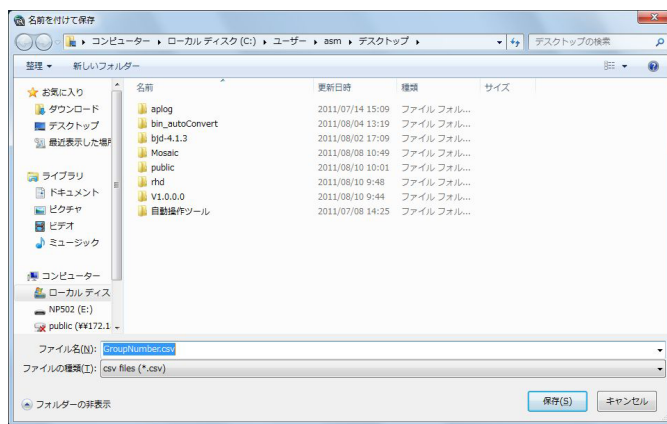 名前を付けて保存
コンピューター ▸ ローカル ディスク (C:) ▸ ユーザー ▸ asm ▸ デスクトップ ▸
デスクトップの検索
整理 新しいフォルダー
お気に入り
ダウンロード
デスクトップ
最近表示した場所
ライブラリ
ドキュメント
ピクチャ
ビデオ
ミュージック
コンピューター
ローカル ディス
NP502 (E:)
public (¥¥172.1
名前 更新日時 種類 サイズ
aplog 2011/07/14 15:09 ファイル フォル...
bin_autoConvert 2011/08/04 13:19 ファイル フォル...
bjd-4.1.3 2011/08/02 17:09 ファイル フォル...
Mosaic 2011/08/08 10:49 ファイル フォル...
public 2011/08/10 10:01 ファイル フォル...
rhd 2011/08/10 9:48 ファイル フォル...
V1.0.0.0 2011/08/10 9:44 ファイル フォル...
自動操作ツール 2011/07/08 14:25 ファイル フォル...
ファイル名(N): GroupNumber.csv
ファイルの種類(T): csv files (*.csv)
フォルダーの非表示
保存(S) キャンセル